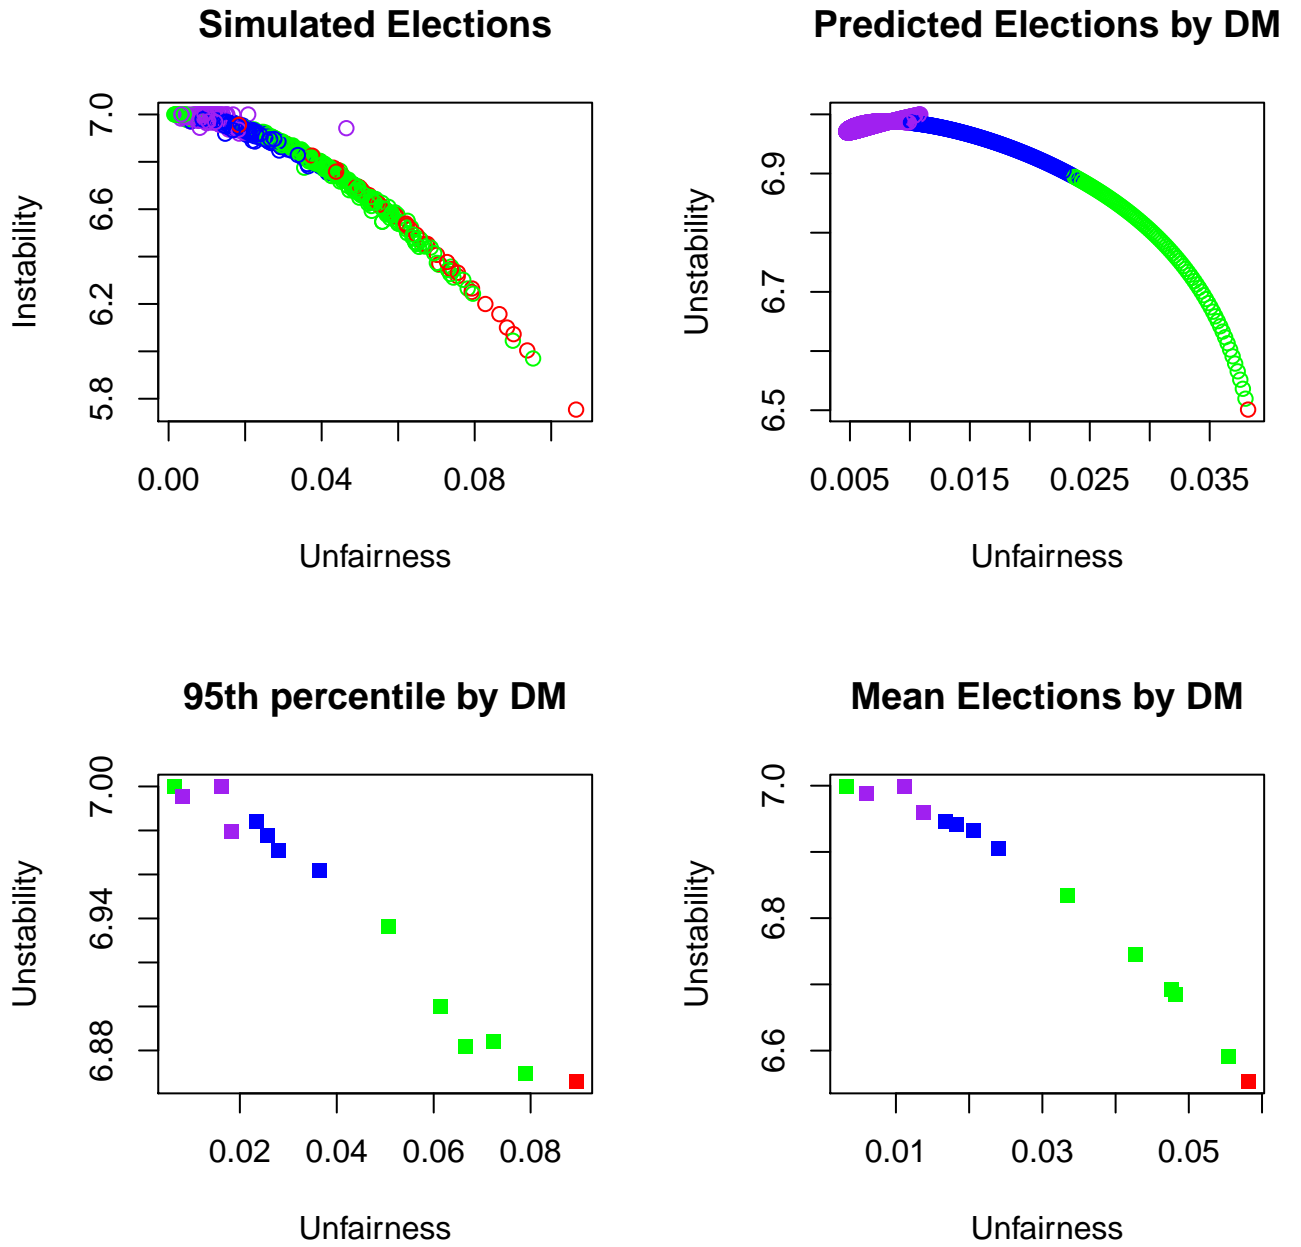 Simulated Elections
Instability
7.0
6.6
6.2
5.8
0.00 0.04 0.08
Unfairness
Predicted Elections by DM
Unstability
6.9
6.7
6.5
0.005 0.015 0.025 0.035
Unfairness
95th percentile by DM
Unstability
7.00
6.94
6.88
0.02 0.04 0.06 0.08
Unfairness
Mean Elections by DM
Unstability
7.0
6.8
6.6
0.01 0.03 0.05
Unfairness